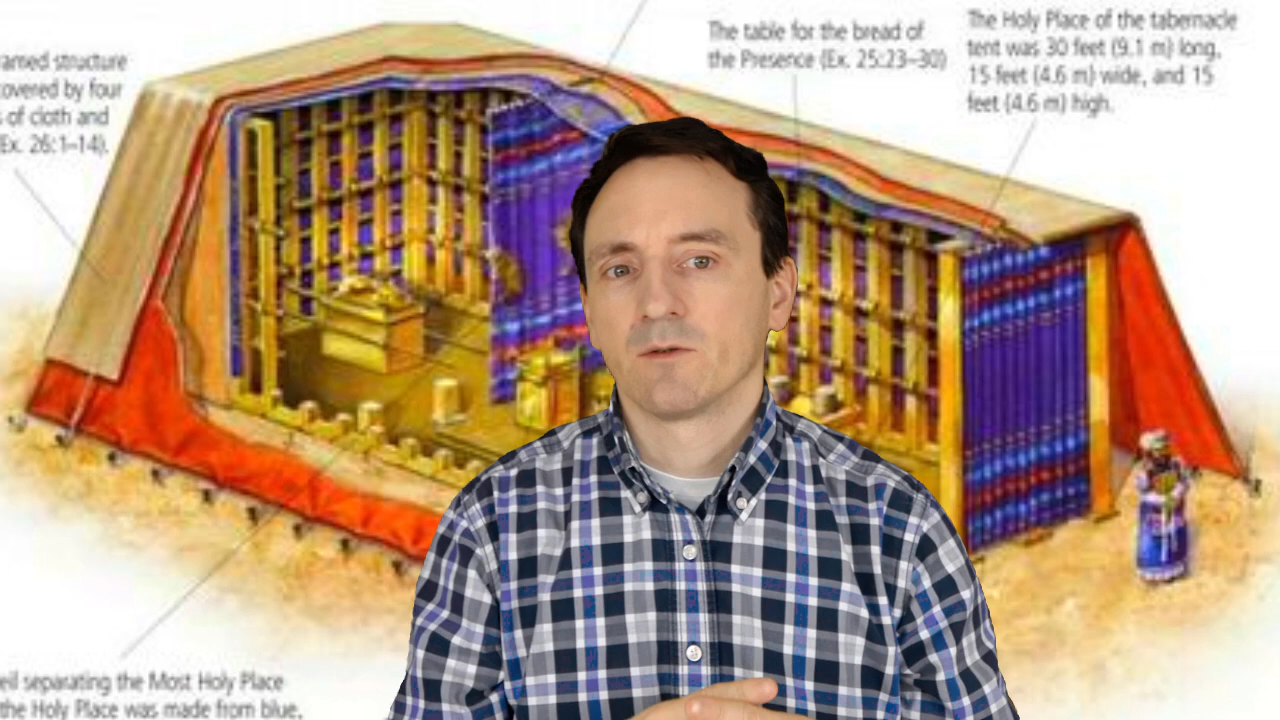 ramed structure
covered by four
s of cloth and
Ex. 26:1–14).
The table for the bread of
the Presence (Ex. 25:23–30)
The Holy Place of the tabernacle
tent was 30 feet (9.1 m) long,
15 feet (4.6 m) wide, and 15
feet (4.6 m) high.
eil separating the Most Holy Place
the Holy Place was made from blue,